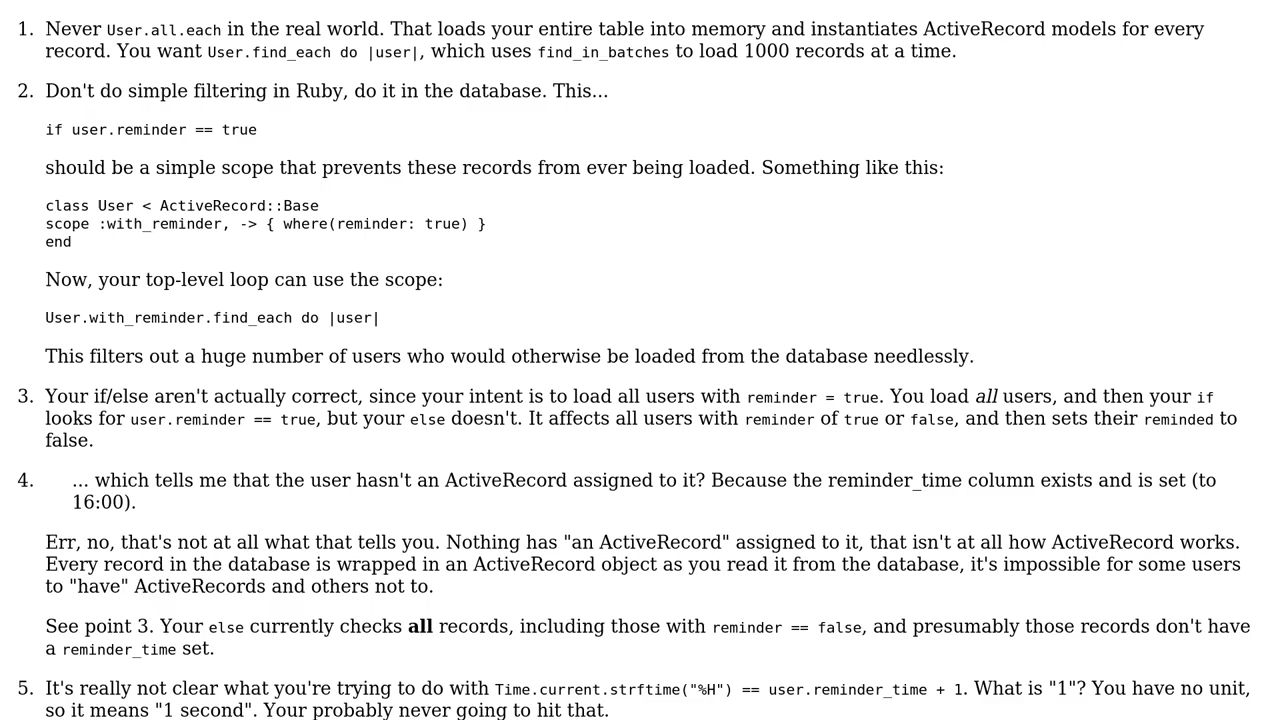 1. Never User.all.each in the real world. That loads your entire table into memory and instantiates ActiveRecord models for every
record. You want User.find_each do |user|, which uses find_in_batches to load 1000 records at a time.
2. Don't do simple filtering in Ruby, do it in the database. This...
if user.reminder == true
should be a simple scope that prevents these records from ever being loaded. Something like this:
class User < ActiveRecord::Base
scope :with_reminder, -> { where(reminder: true) }
end
Now, your top-level loop can use the scope:
User.with_reminder.find_each do |user|
This filters out a huge number of users who would otherwise be loaded from the database needlessly.
3. Your if/else aren't actually correct, since your intent is to load all users with reminder = true. You load all users, and then your if
looks for user.reminder == true, but your else doesn't. It affects all users with reminder of true or false, and then sets their reminded to
false.
4. ... which tells me that the user hasn't an ActiveRecord assigned to it? Because the reminder_time column exists and is set (to
16:00).
Err, no, that's not at all what that tells you. Nothing has "an ActiveRecord" assigned to it, that isn't at all how ActiveRecord works.
Every record in the database is wrapped in an ActiveRecord object as you read it from the database, it's impossible for some users
to "have" ActiveRecords and others not to.
See point 3. Your else currently checks all records, including those with reminder == false, and presumably those records don't have
a reminder_time set.
5. It's really not clear what you're trying to do with Time.current.strftime("%H") == user.reminder_time + 1. What is "1"? You have no unit,
so it means "1 second". Your probably never going to hit that.